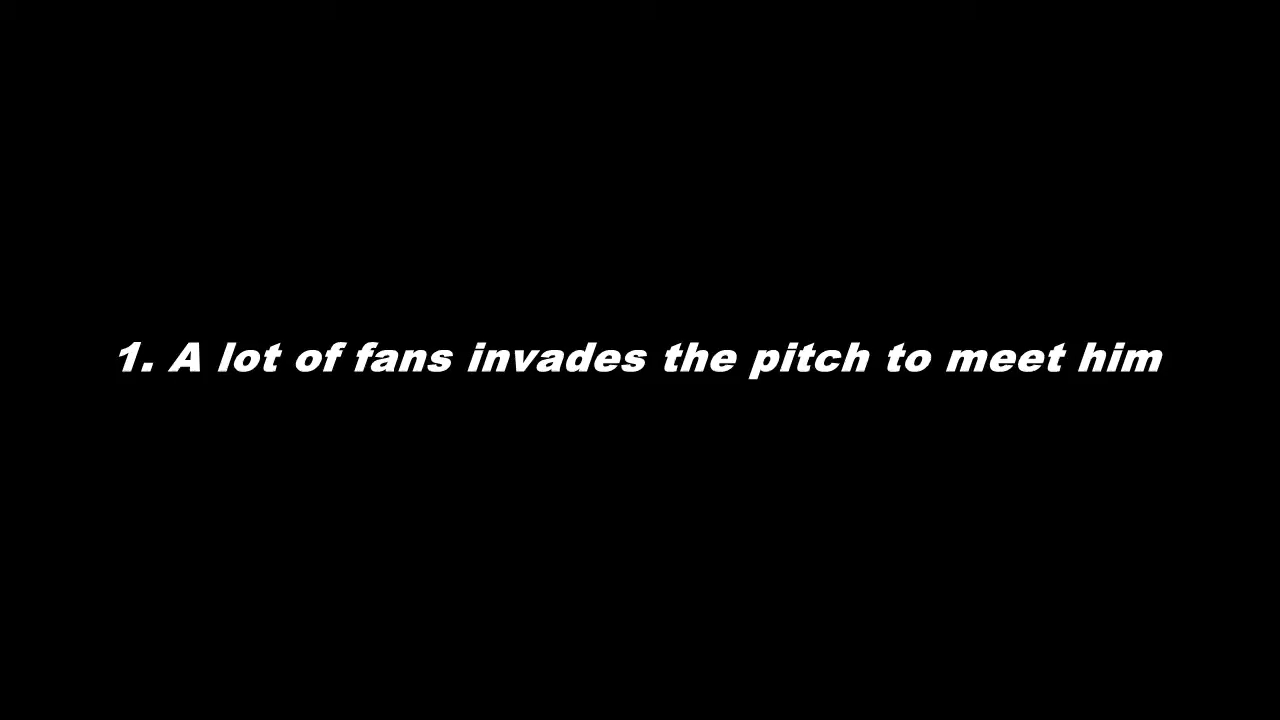 1. A lot of fans invades the pitch to meet him